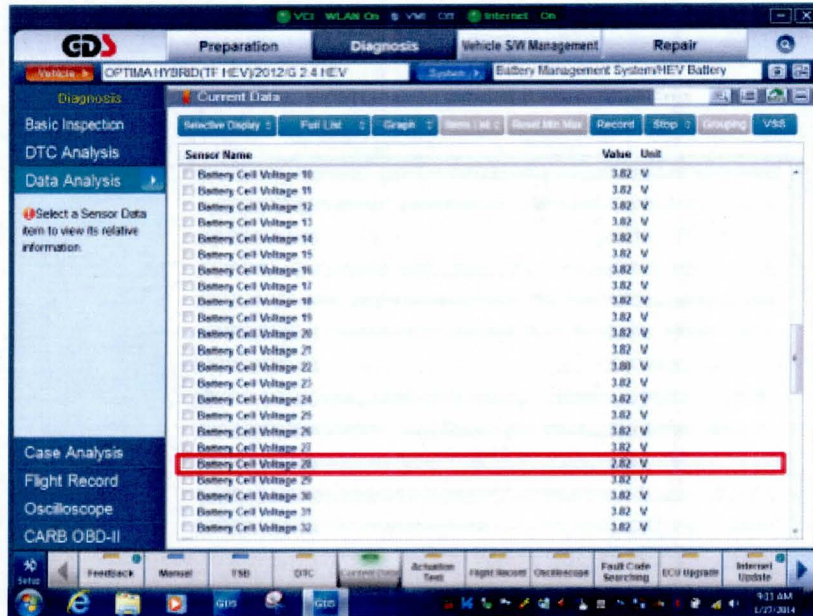 VCI WLAN On VMI Off Internet On
GDS
Preparation Diagnosis Vehicle S/W Management Repair
Vehicle OPTIMA HYBRID(TF HEV)/2012/G 2.4 HEV System Battery Management System/HEV Battery
Diagnosis
Current Data
Basic Inspection
DTC Analysis
Data Analysis
Select a Sensor Data
item to view its relative
information.
Selective Display Full List Graph Items List Reset Min.Max. Record Stop Grouping VSS
Sensor Name Value Unit
Battery Cell Voltage 10 3.82 V
Battery Cell Voltage 11 3.82 V
Battery Cell Voltage 12 3.82 V
Battery Cell Voltage 13 3.82 V
Battery Cell Voltage 14 3.82 V
Battery Cell Voltage 15 3.82 V
Battery Cell Voltage 16 3.82 V
Battery Cell Voltage 17 3.82 V
Battery Cell Voltage 18 3.82 V
Battery Cell Voltage 19 3.82 V
Battery Cell Voltage 20 3.82 V
Battery Cell Voltage 21 3.82 V
Battery Cell Voltage 22 3.80 V
Battery Cell Voltage 23 3.82 V
Battery Cell Voltage 24 3.82 V
Battery Cell Voltage 25 3.82 V
Battery Cell Voltage 26 3.82 V
Battery Cell Voltage 27 3.82 V
Battery Cell Voltage 28 2.82 V
Battery Cell Voltage 29 3.82 V
Battery Cell Voltage 30 3.82 V
Battery Cell Voltage 31 3.82 V
Battery Cell Voltage 32 3.82 V
Case Analysis
Flight Record
Oscilloscope
CARB OBD-II
Setup Feedback Manual TSB DTC Current Data Actuation Test Flight Record Oscilloscope Fault Code Searching ECU Upgrade Internet Update
GDS GDS
9:33 AM
1/27/2014